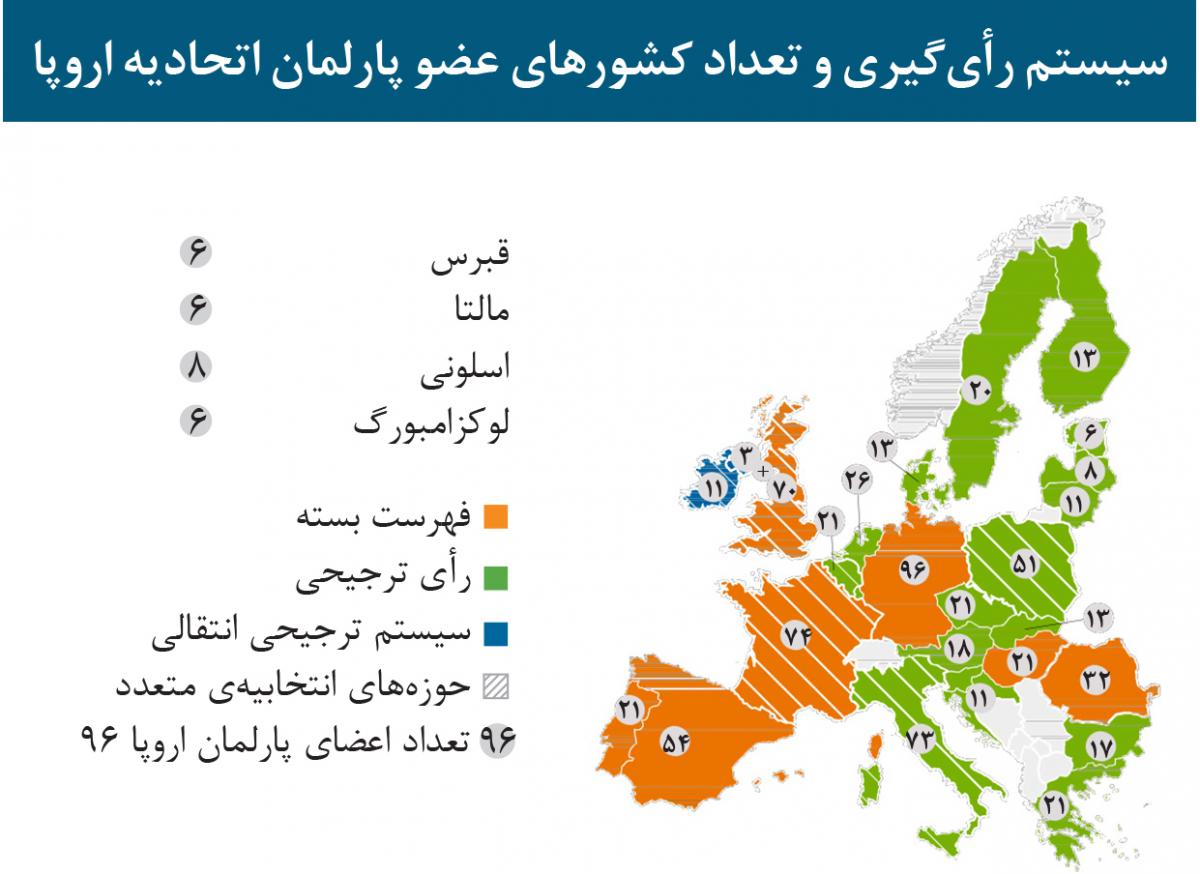 سیستم رأی‌گیری و تعداد کشورهای عضو پارلمان اتحادیه اروپا
قبرس ۶
مالتا ۶
اسلونی ۸
لوکزامبورگ ۶
فهرست بسته
رأی ترجیحی
سیستم ترجیحی انتقالی
حوزه‌های انتخابیه‌ی متعدد
۹۶ تعداد اعضای پارلمان اروپا ۹۶
۱۳
۲۰
۶
۱۳
۳
+
۸
۲۶
۱۱
۷۰
۱۱
۲۱
۵۱
۹۶
۲۱
۱۳
۷۴
۱۸
۲۱
۳۲
۱۱
۲۱
۵۴
۷۳
۱۷
۲۱